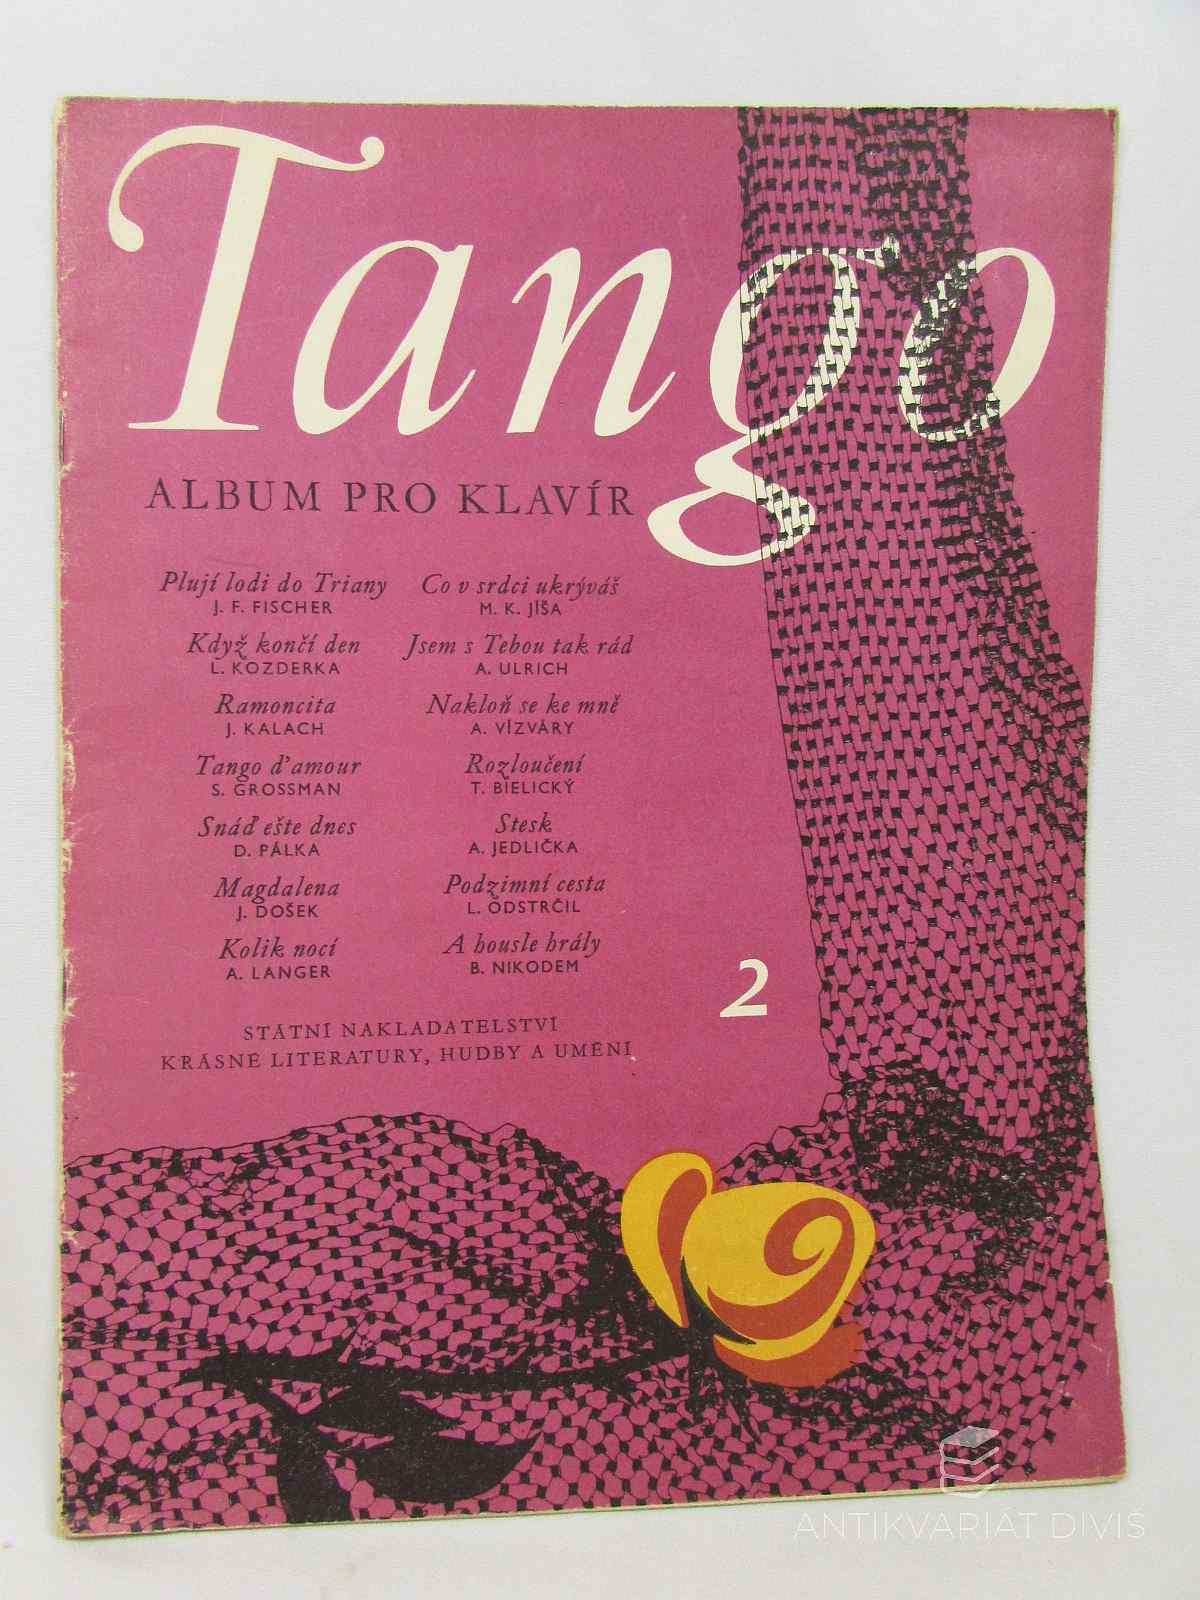 Tango
ALBUM PRO KLAVÍR
Plují lodi do Triany
J. F. FISCHER
Když končí den
L. KOZDERKA
Ramoncita
J. KALACH
Tango d'amour
S. GROSSMAN
Snáď ešte dnes
D. PÁLKA
Magdalena
J. DOŠEK
Kolik nocí
A. LANGER
Co v srdci ukrýváš
M. K. JÍŠA
Jsem s Tebou tak rád
A. ULRICH
Nakloň se ke mně
A. VÍZVÁRY
Rozloučení
T. BIELICKÝ
Stesk
A. JEDLIČKA
Podzimní cesta
L. ODSTRČIL
A housle hrály
B. NIKODEM
2
STÁTNÍ NAKLADATELSTVÍ
KRÁSNÉ LITERATURY, HUDBY A UMĚNÍ
ANTIKVARIÁT DIVIŠ